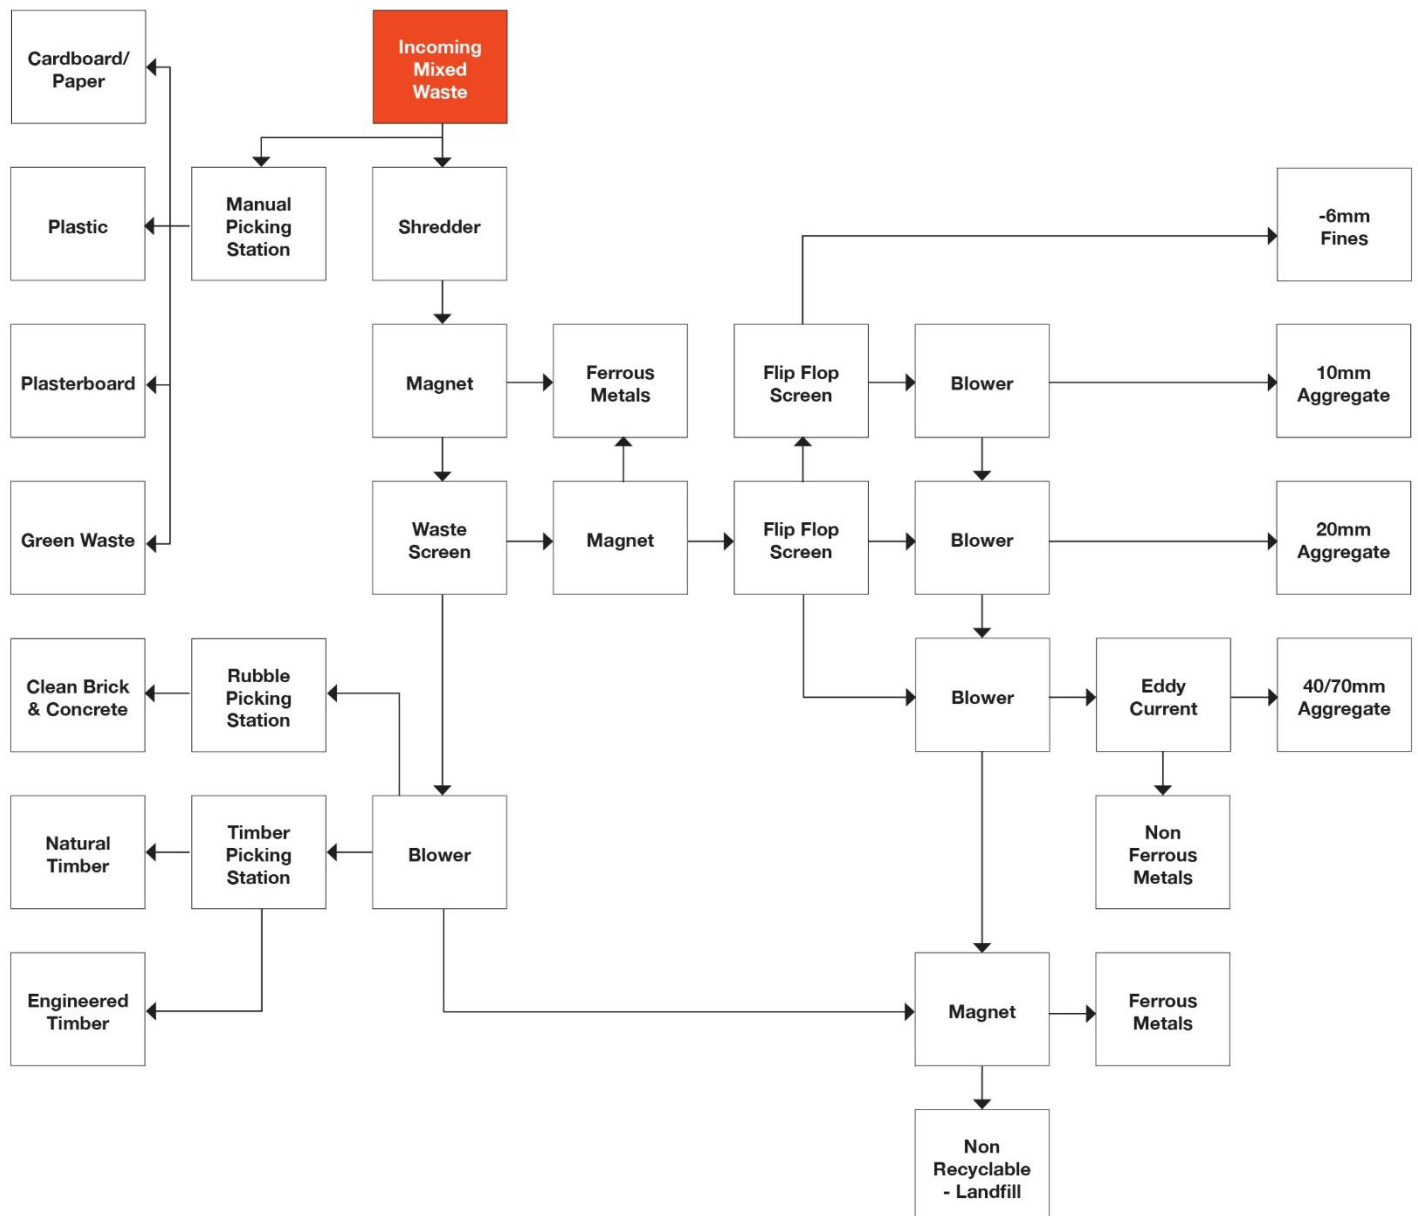 Cardboard/
Paper
Incoming
Mixed
Waste
Plastic
Manual
Picking
Station
Shredder
-6mm
Fines
Plasterboard
Magnet
Ferrous
Metals
Flip Flop
Screen
Blower
10mm
Aggregate
Green Waste
Waste
Screen
Magnet
Flip Flop
Screen
Blower
20mm
Aggregate
Clean Brick
& Concrete
Rubble
Picking
Station
Blower
Eddy
Current
40/70mm
Aggregate
Natural
Timber
Timber
Picking
Station
Blower
Non
Ferrous
Metals
Engineered
Timber
Magnet
Ferrous
Metals
Non
Recyclable
- Landfill